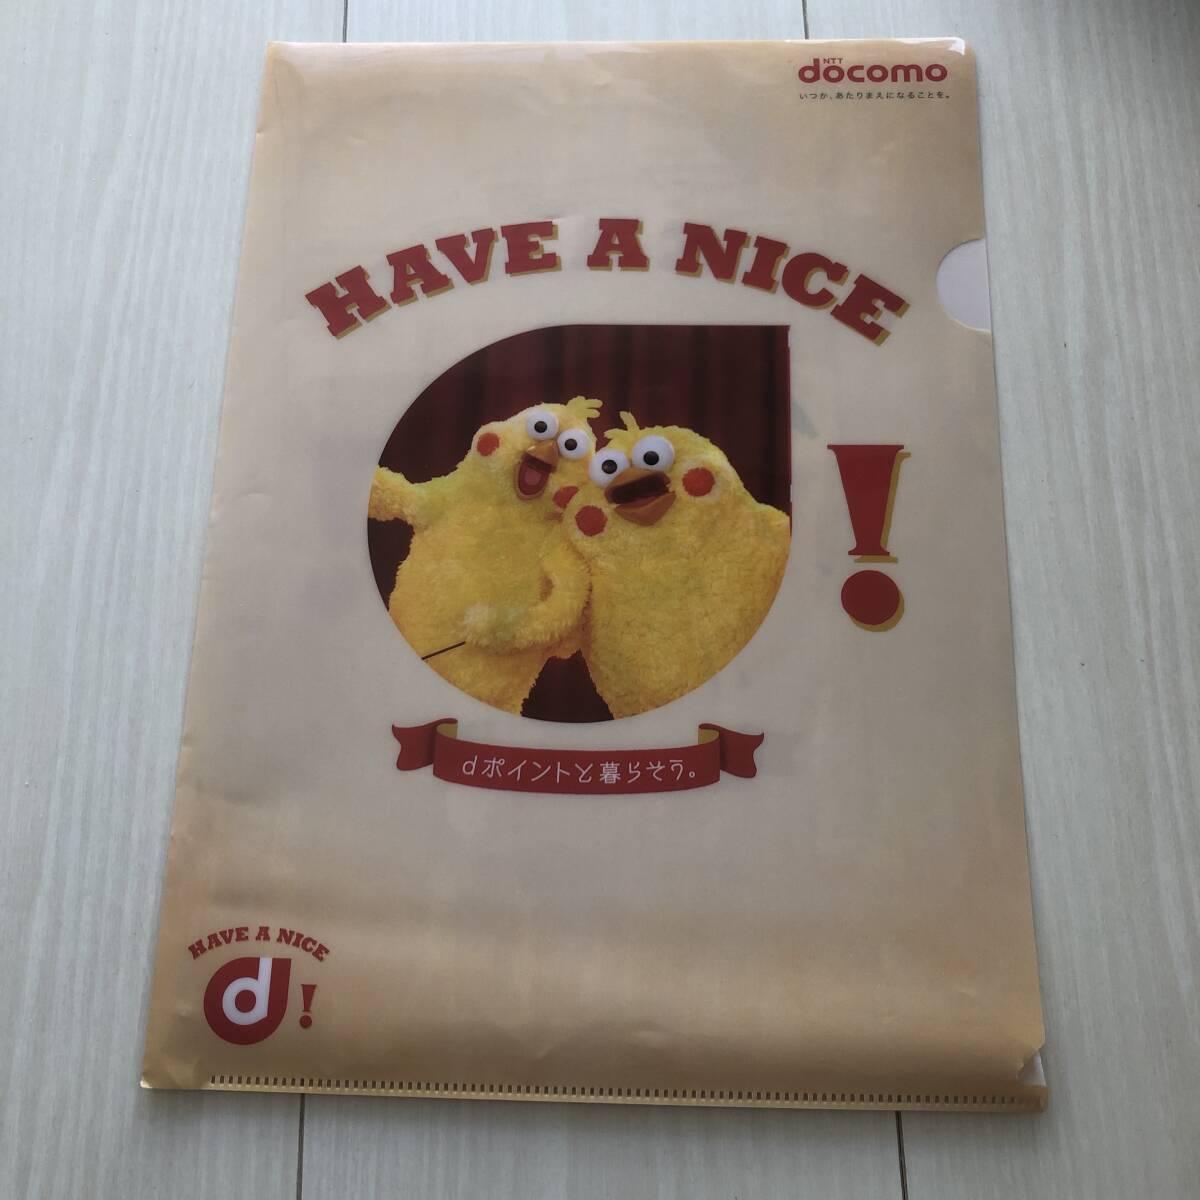 NTT
docomo
いつか、あたりまえになることを。
HAVE A NICE
!
dポイントと暮らそう。
HAVE A NICE
d!